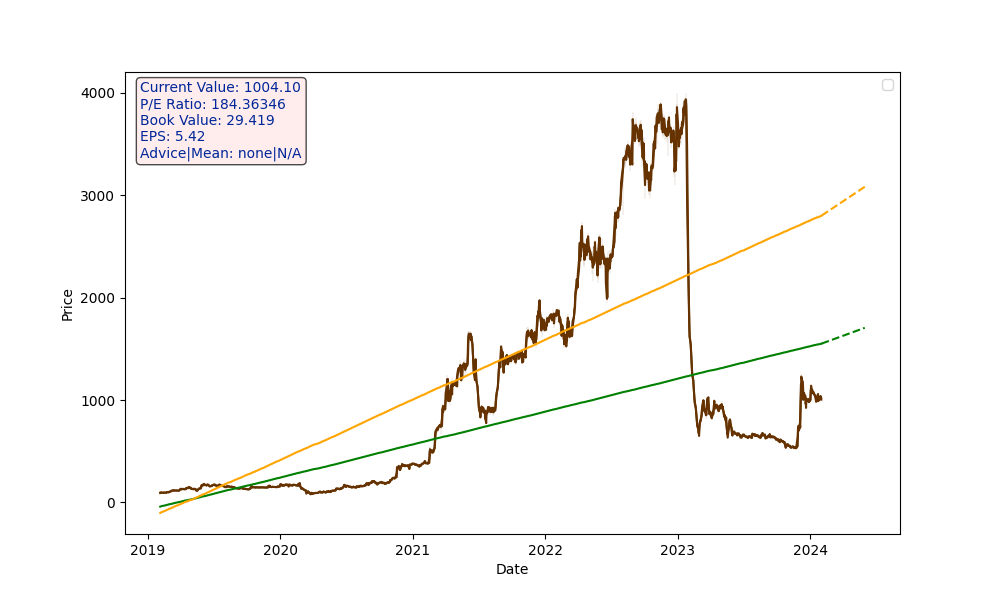 Current Value: 1004.10
P/E Ratio: 184.36346
Book Value: 29.419
EPS: 5.42
Advice|Mean: none|N/A
4000
3000
2000
1000
0
Price
2019
2020
2021
2022
2023
2024
Date